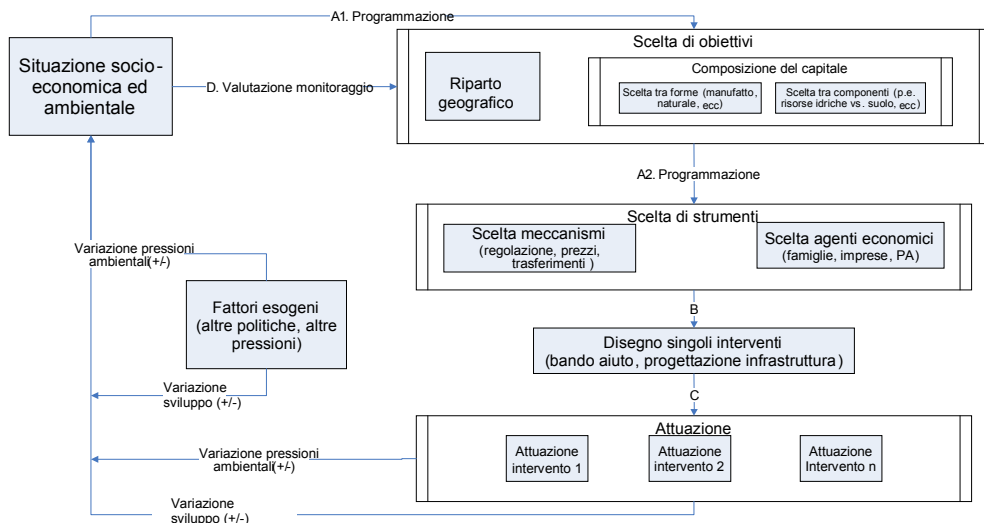 A1. Programmazione
Situazione socio-
economica ed
ambientale
D. Valutazione monitoraggio
Scelta di obiettivi
Riparto
geografico
Composizione del capitale
Scelta tra forme (manufatto,
naturale, ecc)
Scelta tra componenti (p.e.
risorse idriche vs. suolo, ecc)
A2. Programmazione
Scelta di strumenti
Scelta meccanismi
(regolazione, prezzi,
trasferimenti )
Scelta agenti economici
(famiglie, imprese, PA)
Variazione pressioni
ambientali(+/-)
Fattori esogeni
(altre politiche, altre
pressioni)
Variazione
sviluppo (+/-)
B
Disegno singoli interventi
(bando aiuto, progettazione infrastruttura)
C
Attuazione
Attuazione
intervento 1
Attuazione
intervento 2
Attuazione
Intervento n
Variazione pressioni
ambientali(+/-)
Variazione
sviluppo (+/-)